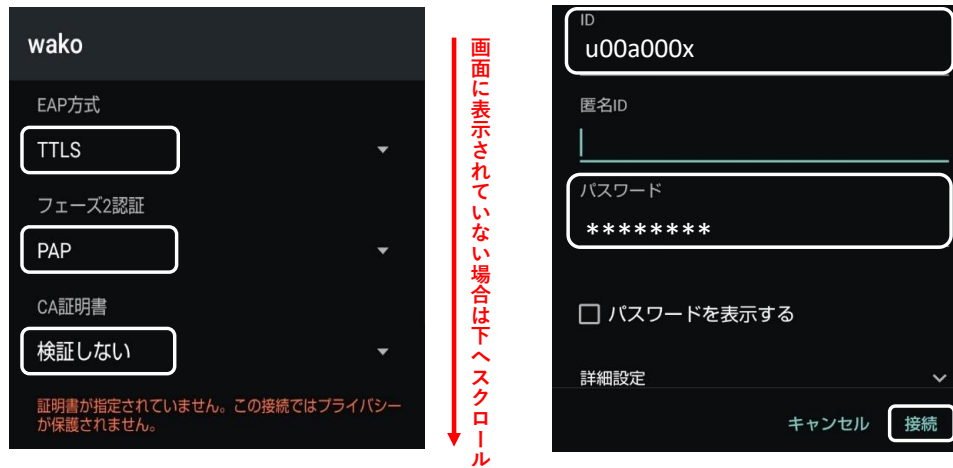 wako
EAP方式
TTLS
フェーズ2認証
PAP
CA証明書
検証しない
証明書が指定されていません。この接続ではプライバシー
が保護されません。
画面に表示されていない場合は下へスクロール
ID
u00a000x
匿名ID
パスワード
********
パスワードを表示する
詳細設定
キャンセル
接続